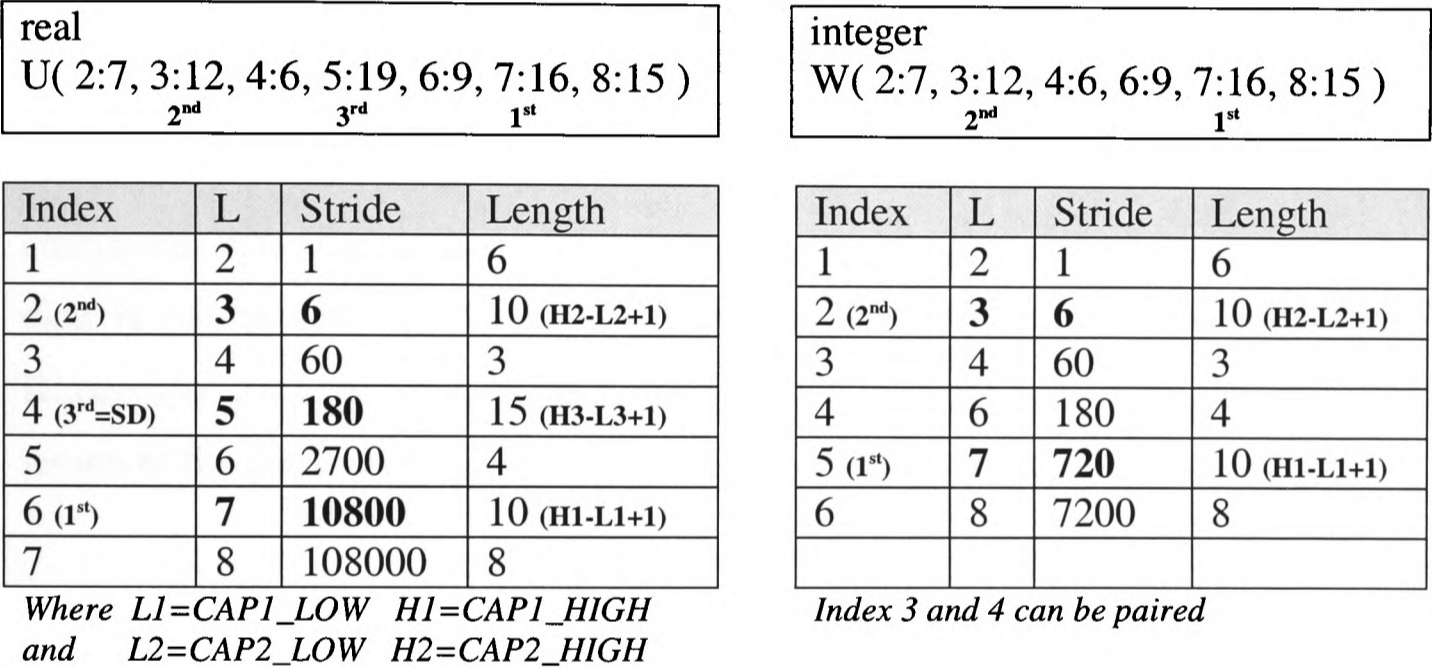 real
U( 2:7, 3:12, 4:6, 5:19, 6:9, 7:16, 8:15 )
2nd 3rd 1st
integer
W( 2:7, 3:12, 4:6, 6:9, 7:16, 8:15 )
2nd 1st
Index L Stride Length
1 2 1 6
2 (2nd) 3 6 10 (H2-L2+1)
3 4 60 3
4 (3rd=SD) 5 180 15 (H3-L3+1)
5 6 2700 4
6 (1st) 7 10800 10 (H1-L1+1)
7 8 108000 8
Where L1=CAP1_LOW H1=CAP1_HIGH
and L2=CAP2_LOW H2=CAP2_HIGH
Index L Stride Length
1 2 1 6
2 (2nd) 3 6 10 (H2-L2+1)
3 4 60 3
4 6 180 4
5 (1st) 7 720 10 (H1-L1+1)
6 8 7200 8
Index 3 and 4 can be paired